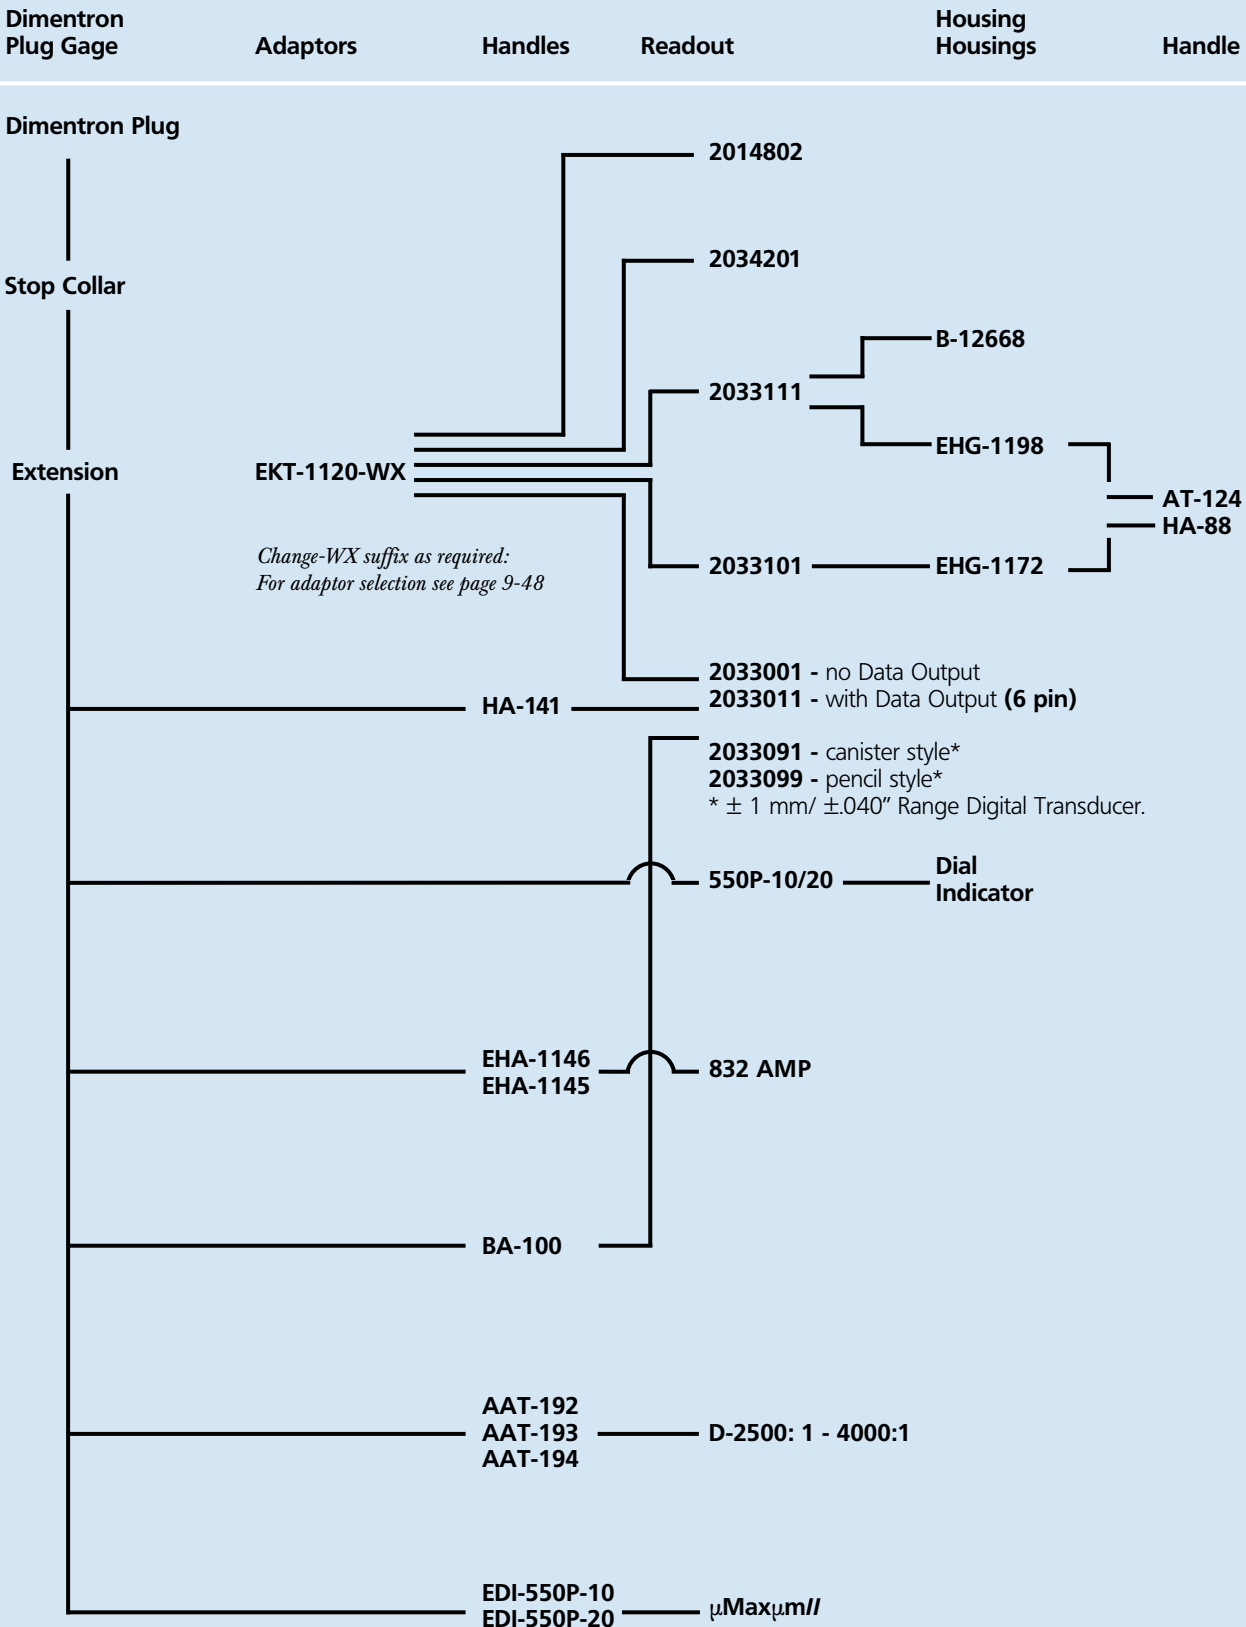 Dimentron
Plug Gage
Adaptors
Handles
Readout
Housing
Housings
Handle
Dimentron Plug
2014802
2034201
Stop Collar
B-12668
2033111
EHG-1198
Extension
EKT-1120-WX
AT-124
HA-88
Change-WX suffix as required:
For adaptor selection see page 9-48
2033101
EHG-1172
2033001 - no Data Output
2033011 - with Data Output (6 pin)
HA-141
2033091 - canister style*
2033099 - pencil style*
* ± 1 mm/ ±.040” Range Digital Transducer.
550P-10/20
Dial
Indicator
EHA-1146
EHA-1145
832 AMP
BA-100
AAT-192
AAT-193
AAT-194
D-2500: 1 - 4000:1
EDI-550P-10
EDI-550P-20
μMaxμmII